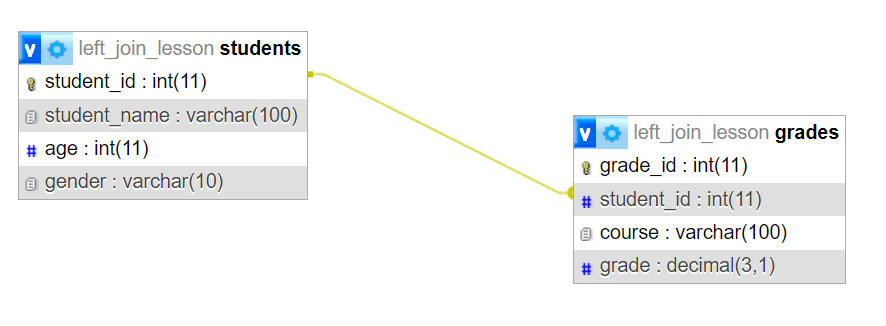 v left_join_lesson students
student_id : int(11)
student_name : varchar(100)
# age : int(11)
gender : varchar(10)
v left_join_lesson grades
grade_id : int(11)
# student_id : int(11)
course : varchar(100)
# grade : decimal(3,1)